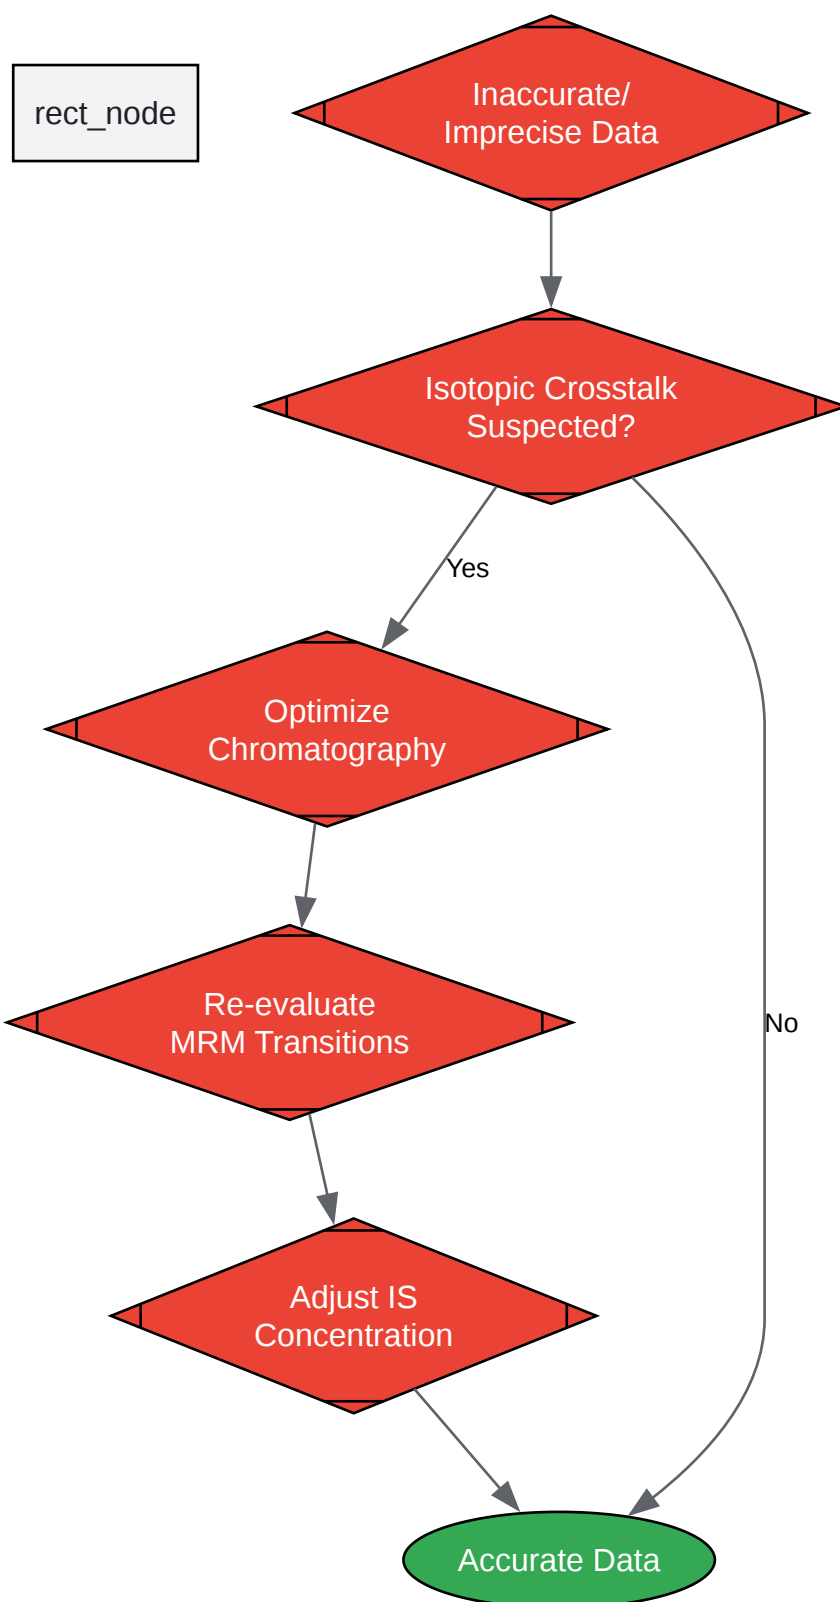 rect_node
Inaccurate/
Imprecise Data
Isotopic Crosstalk
Suspected?
Yes
Optimize
Chromatography
Re-evaluate
MRM Transitions
No
Adjust IS
Concentration
Accurate Data